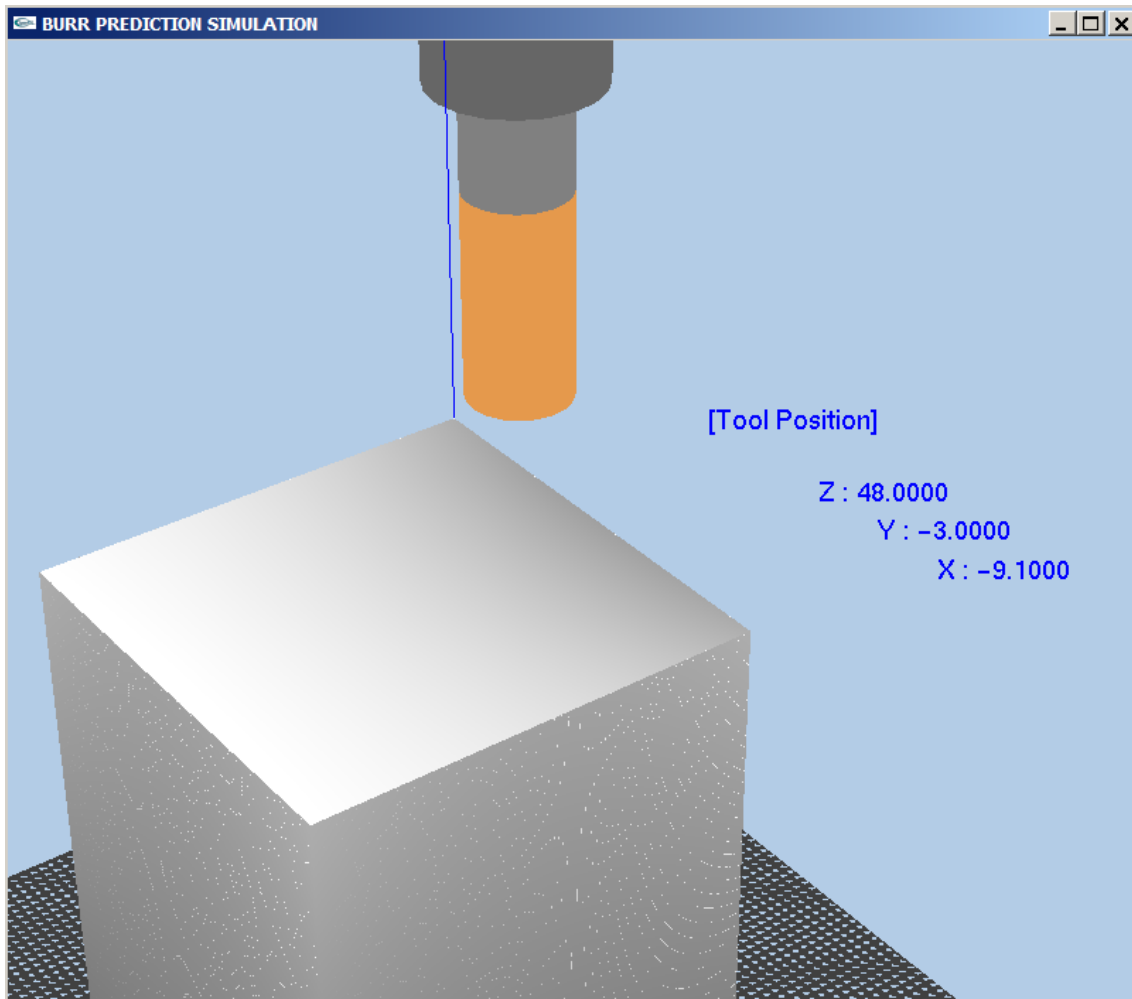 BURR PREDICTION SIMULATION
[Tool Position]
Z : 48.0000
Y : −3.0000
X : −9.1000